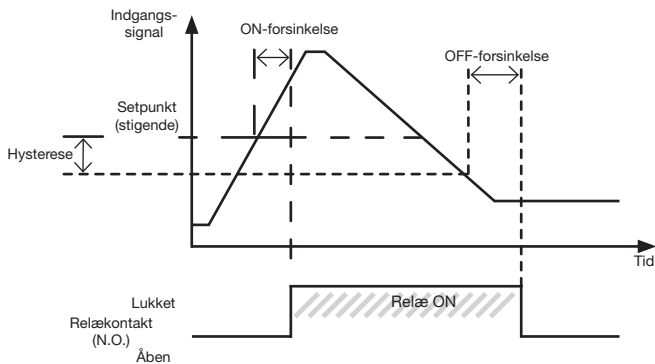 Indgangs-
signal
ON-forsinkelse
OFF-forsinkelse
Setpunkt
(stigende)
Hysterese
Tid
Lukket
Relæ ON
Relækontakt
(N.O.)
Åben